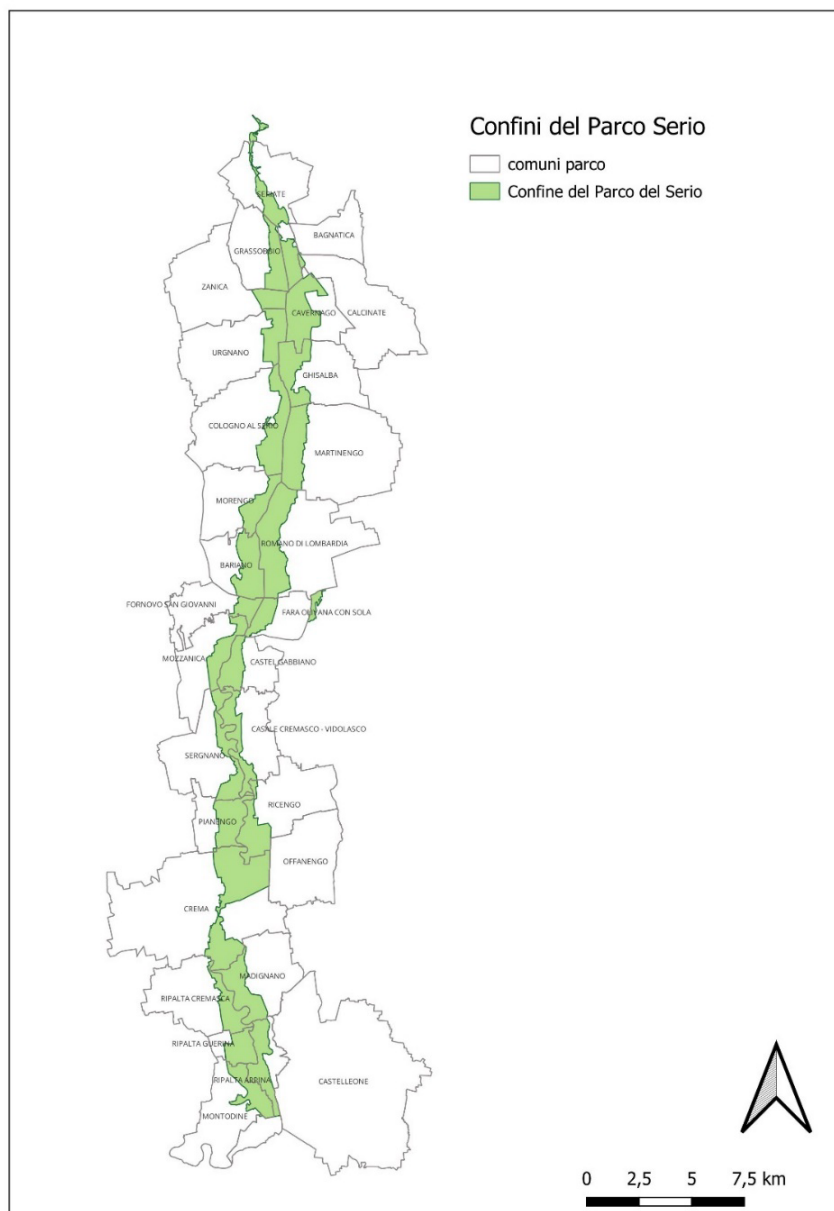 Confini del Parco Serio
comuni parco
Confine del Parco del Serio
SERIATE
BAGNATICA
GRASSOBBIO
ZANICA
CAVERNAGO
CALCINATE
URGNANO
GHISALBA
COLOGNO AL SERIO
MARTINENGO
MORENGO
ROMANO DI LOMBARDIA
BARIANO
FORNOVO SAN GIOVANNI
FARA OLIVANA CON SOLA
MOZZANICA
CASTEL GABBIANO
CASALE CREMASCO - VIDOLASCO
SERGNANO
RICENGO
PIANENGO
OFFANENGO
CREMA
MADIGNANO
RIPALTA CREMASCA
RIPALTA GUERINA
RIPALTA ARPINA
CASTELLEONE
MONTODINE
0 2,5 5 7,5 km